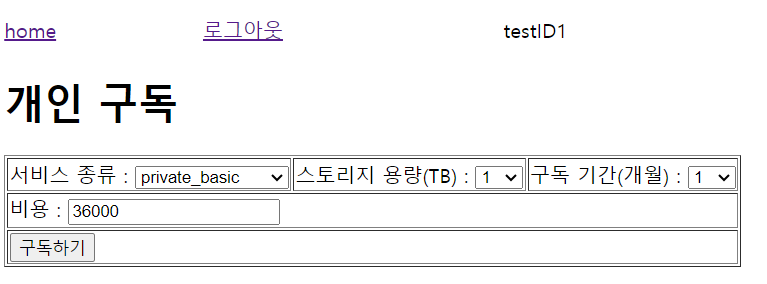 home 로그아웃 testID1
개인 구독
서비스 종류 : private_basic 스토리지 용량(TB) : 1 구독 기간(개월) : 1
비용 : 36000
구독하기